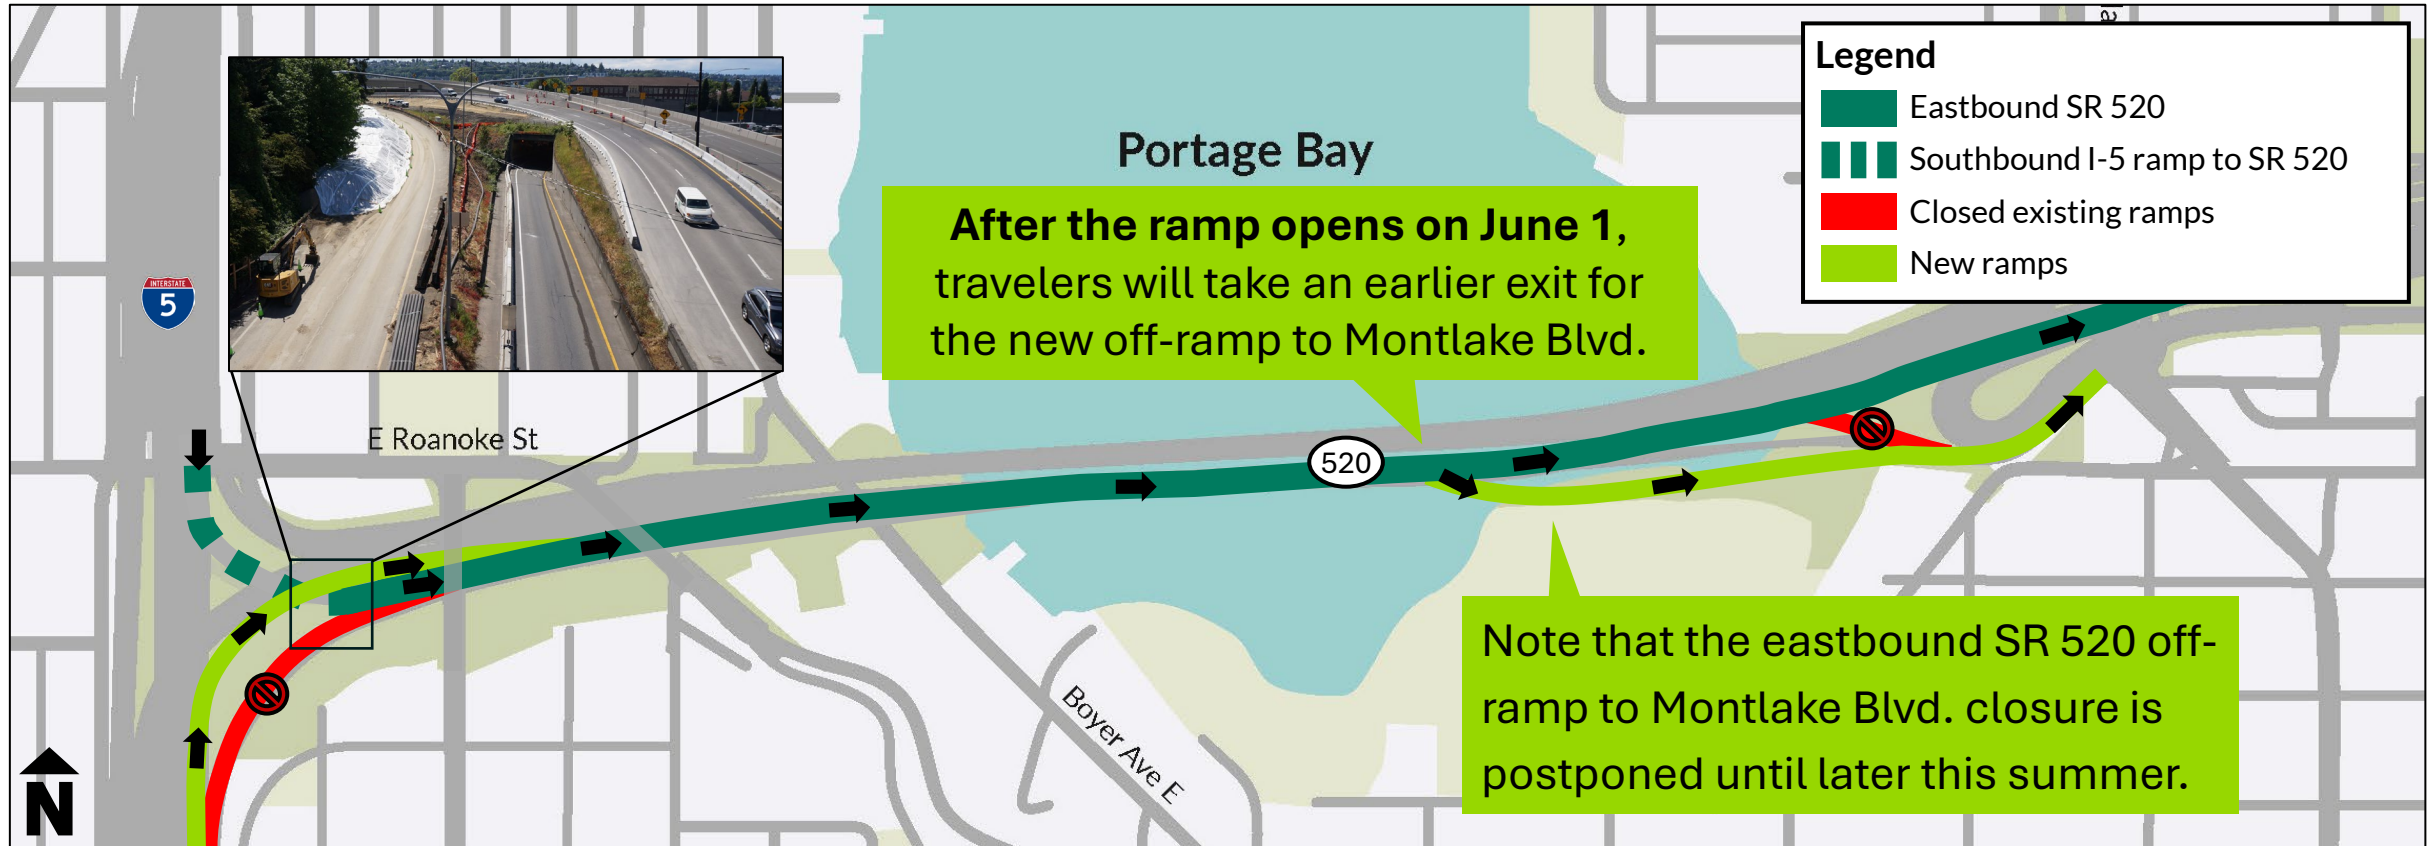 Legend
Eastbound SR 520
Southbound I-5 ramp to SR 520
Closed existing ramps
New ramps
Portage Bay
After the ramp opens on June 1,
travelers will take an earlier exit for
the new off-ramp to Montlake Blvd.
INTERSTATE
5
E Roanoke St
520
Note that the eastbound SR 520 off-
ramp to Montlake Blvd. closure is
postponed until later this summer.
Boyer Ave E
N